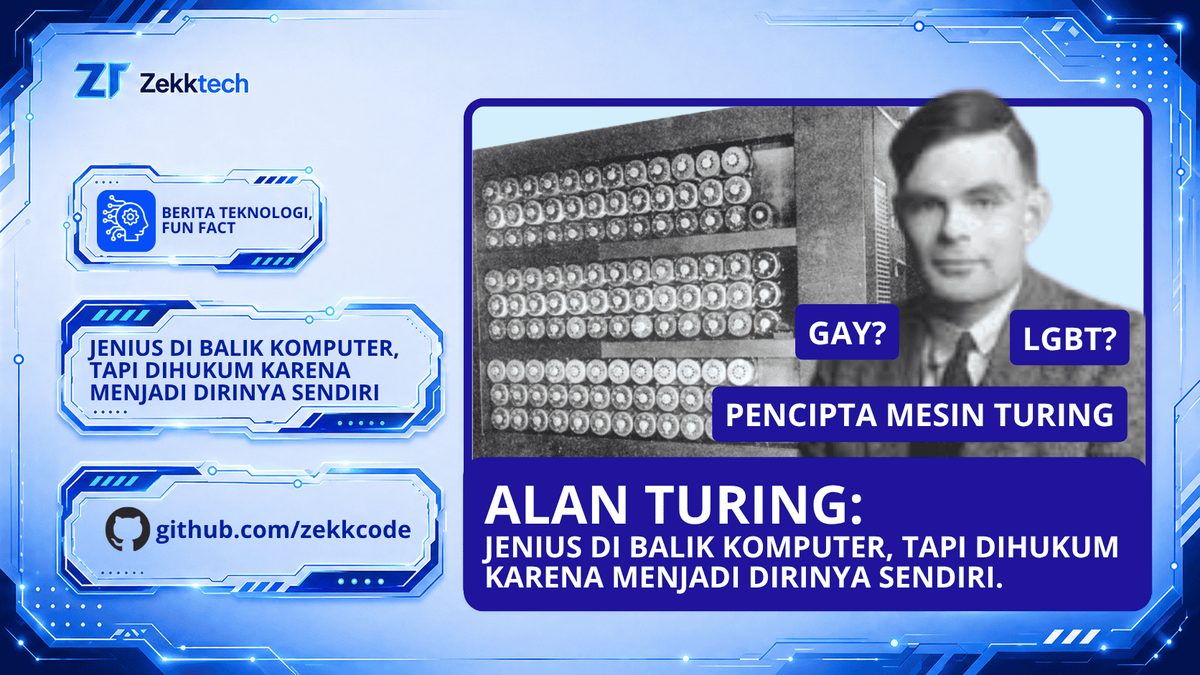 ZT Zekktech
BERITA TEKNOLOGI,
FUN FACT
JENIUS DI BALIK KOMPUTER,
TAPI DIHUKUM KARENA
MENJADI DIRINYA SENDIRI
github.com/zekkcode
GAY?
LGBT?
PENCIPTA MESIN TURING
ALAN TURING:
JENIUS DI BALIK KOMPUTER, TAPI DIHUKUM
KARENA MENJADI DIRINYA SENDIRI.